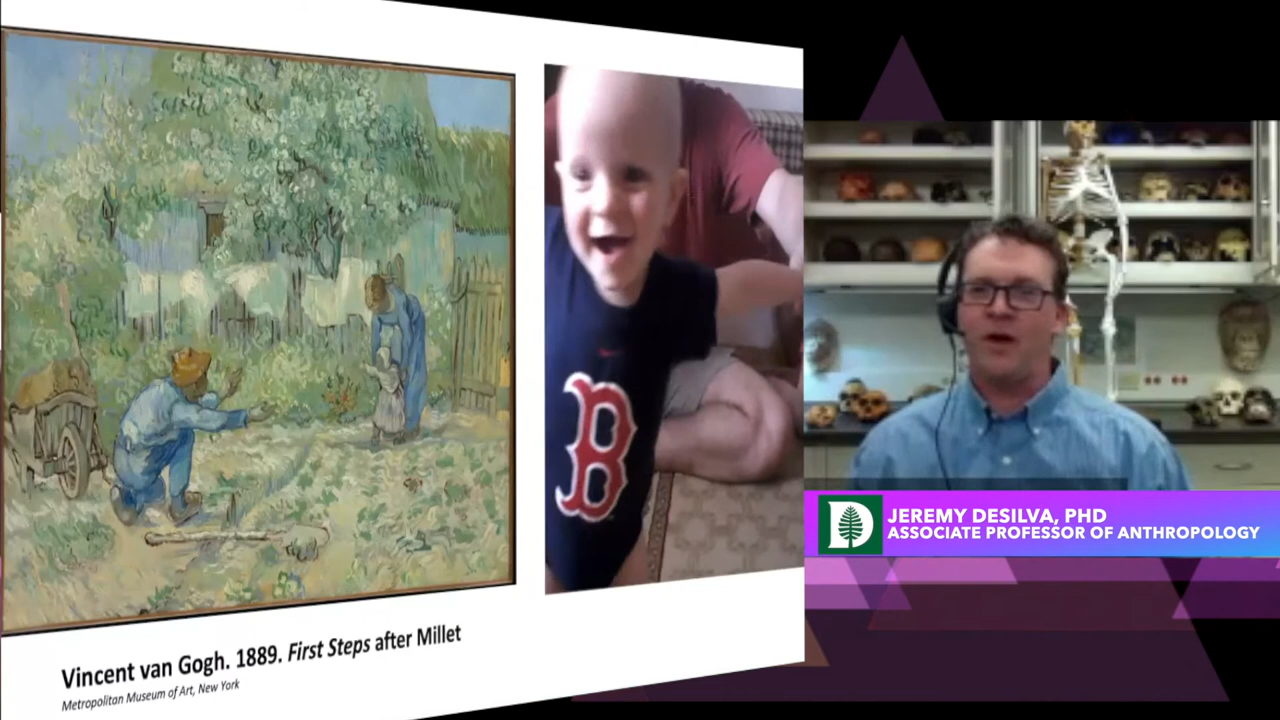 B
Vincent van Gogh. 1889. First Steps after Millet
Metropolitan Museum of Art, New York
D
JEREMY DESILVA, PHD
ASSOCIATE PROFESSOR OF ANTHROPOLOGY